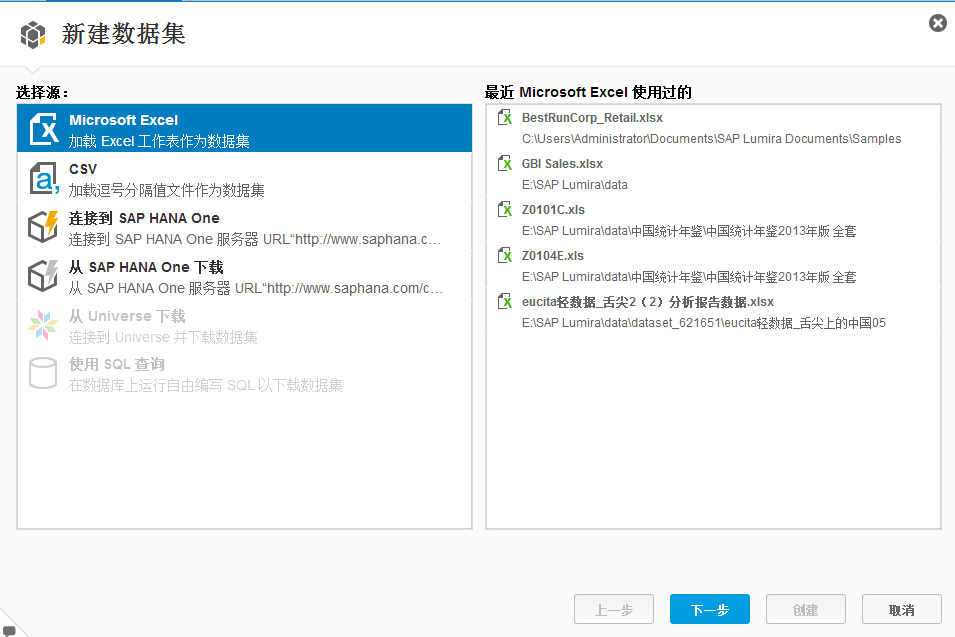 新建数据集
选择源：
Microsoft Excel
加载 Excel 工作表作为数据集
CSV
加载逗号分隔值文件作为数据集
连接到 SAP HANA One
连接到 SAP HANA One 服务器 URL“http://www.saphana.c...
从 SAP HANA One 下载
从 SAP HANA One 服务器 URL“http://www.saphana.com/c...
从 Universe 下载
连接到 Universe 并下载数据集
使用 SQL 查询
在数据库上运行自由编写 SQL 以下载数据集
最近 Microsoft Excel 使用过的
BestRunCorp_Retail.xlsx
C:\Users\Administrator\Documents\SAP Lumira Documents\Samples
GBI Sales.xlsx
E:\SAP Lumira\data
Z0101C.xls
E:\SAP Lumira\data\中国统计年鉴\中国统计年鉴2013年版 全套
Z0104E.xls
E:\SAP Lumira\data\中国统计年鉴\中国统计年鉴2013年版 全套
eucita轻数据_舌尖2（2）分析报告数据.xlsx
E:\SAP Lumira\data\dataset_621651\eucita轻数据_舌尖上的中国05
上一步
下一步
创建
取消